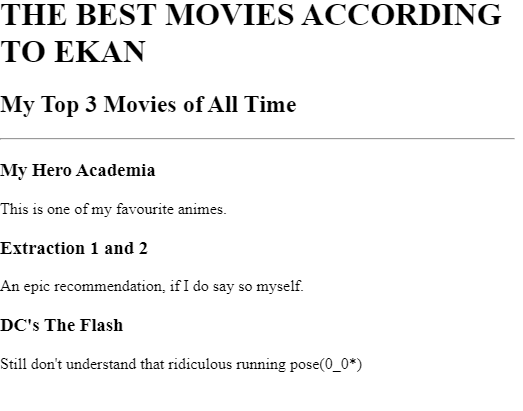 THE BEST MOVIES ACCORDING
TO EKAN
My Top 3 Movies of All Time
My Hero Academia
This is one of my favourite animes.
Extraction 1 and 2
An epic recommendation, if I do say so myself.
DC's The Flash
Still don't understand that ridiculous running pose(0_0*)